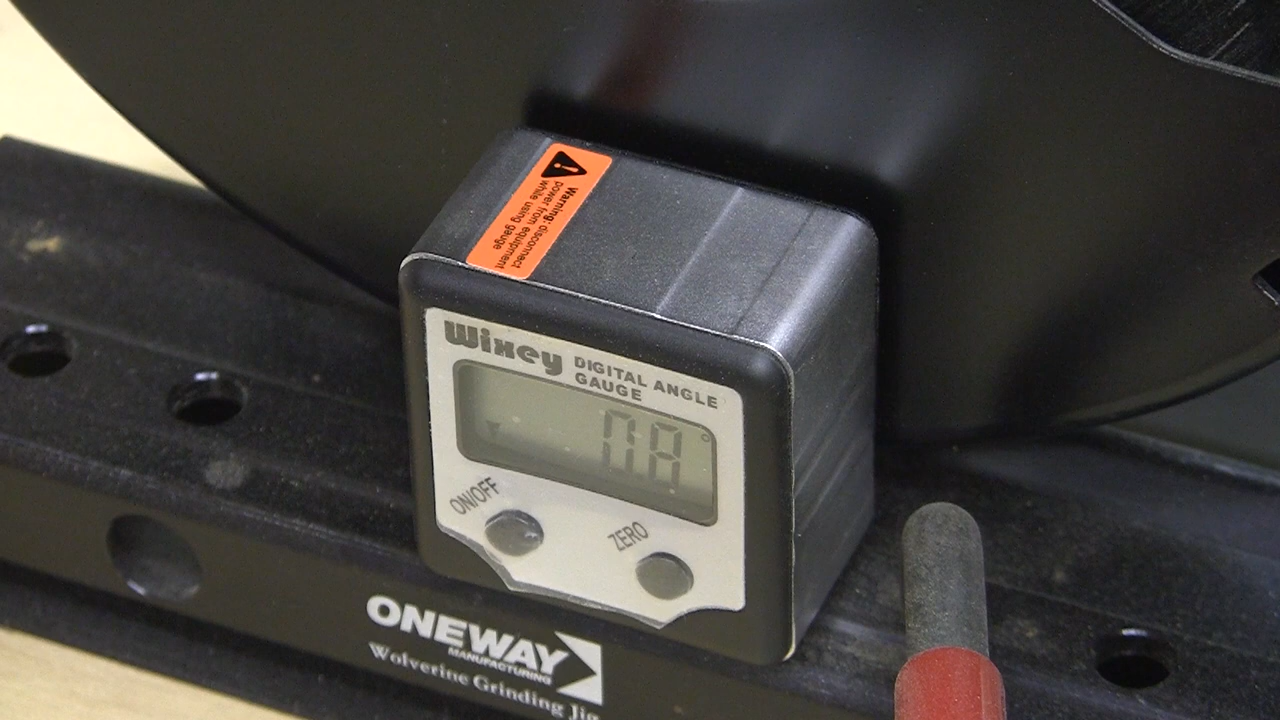 Warning: disconnect
power from equipment
while using gauge
Wixey DIGITAL ANGLE
GAUGE
0.8°
ON/OFF
ZERO
ONEWAY
MANUFACTURING
Wolverine Grinding Jig